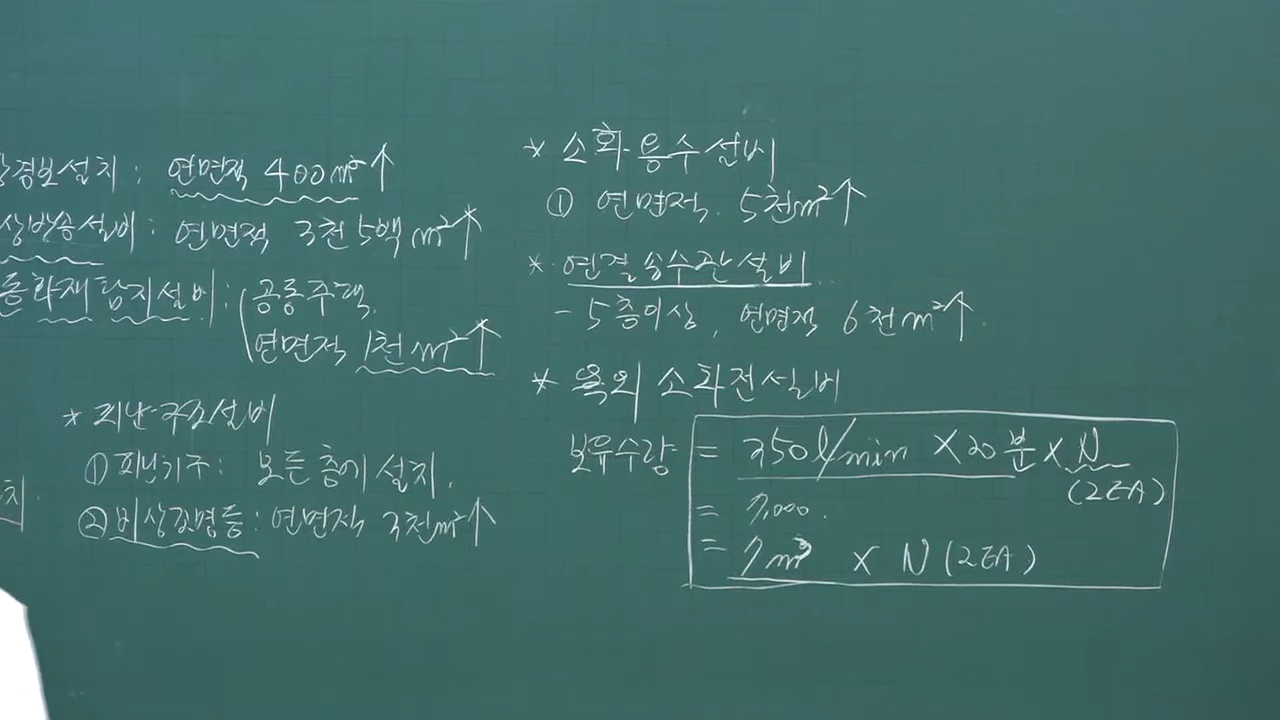 경보설치 : 연면적 400m² ↑
상방송설비 : 연면적 3천5백 m² ↑
동화재탐지설비 : 공동주택.
연면적 1천 m² ↑
* 피난구조설비
① 피난기구 : 모든 층에 설치.
② 비상조명등 : 연면적 3천m² ↑
치.
* 소화용수설비
① 연면적. 5천m² ↑
* 연결송수관설비
- 5층이상, 연면적 6천m² ↑.
* 옥외 소화전설비
보유수량 = 350ℓ/min × 20분 × N (2EA)
= 7,000.
= 7m³ × N (2EA)